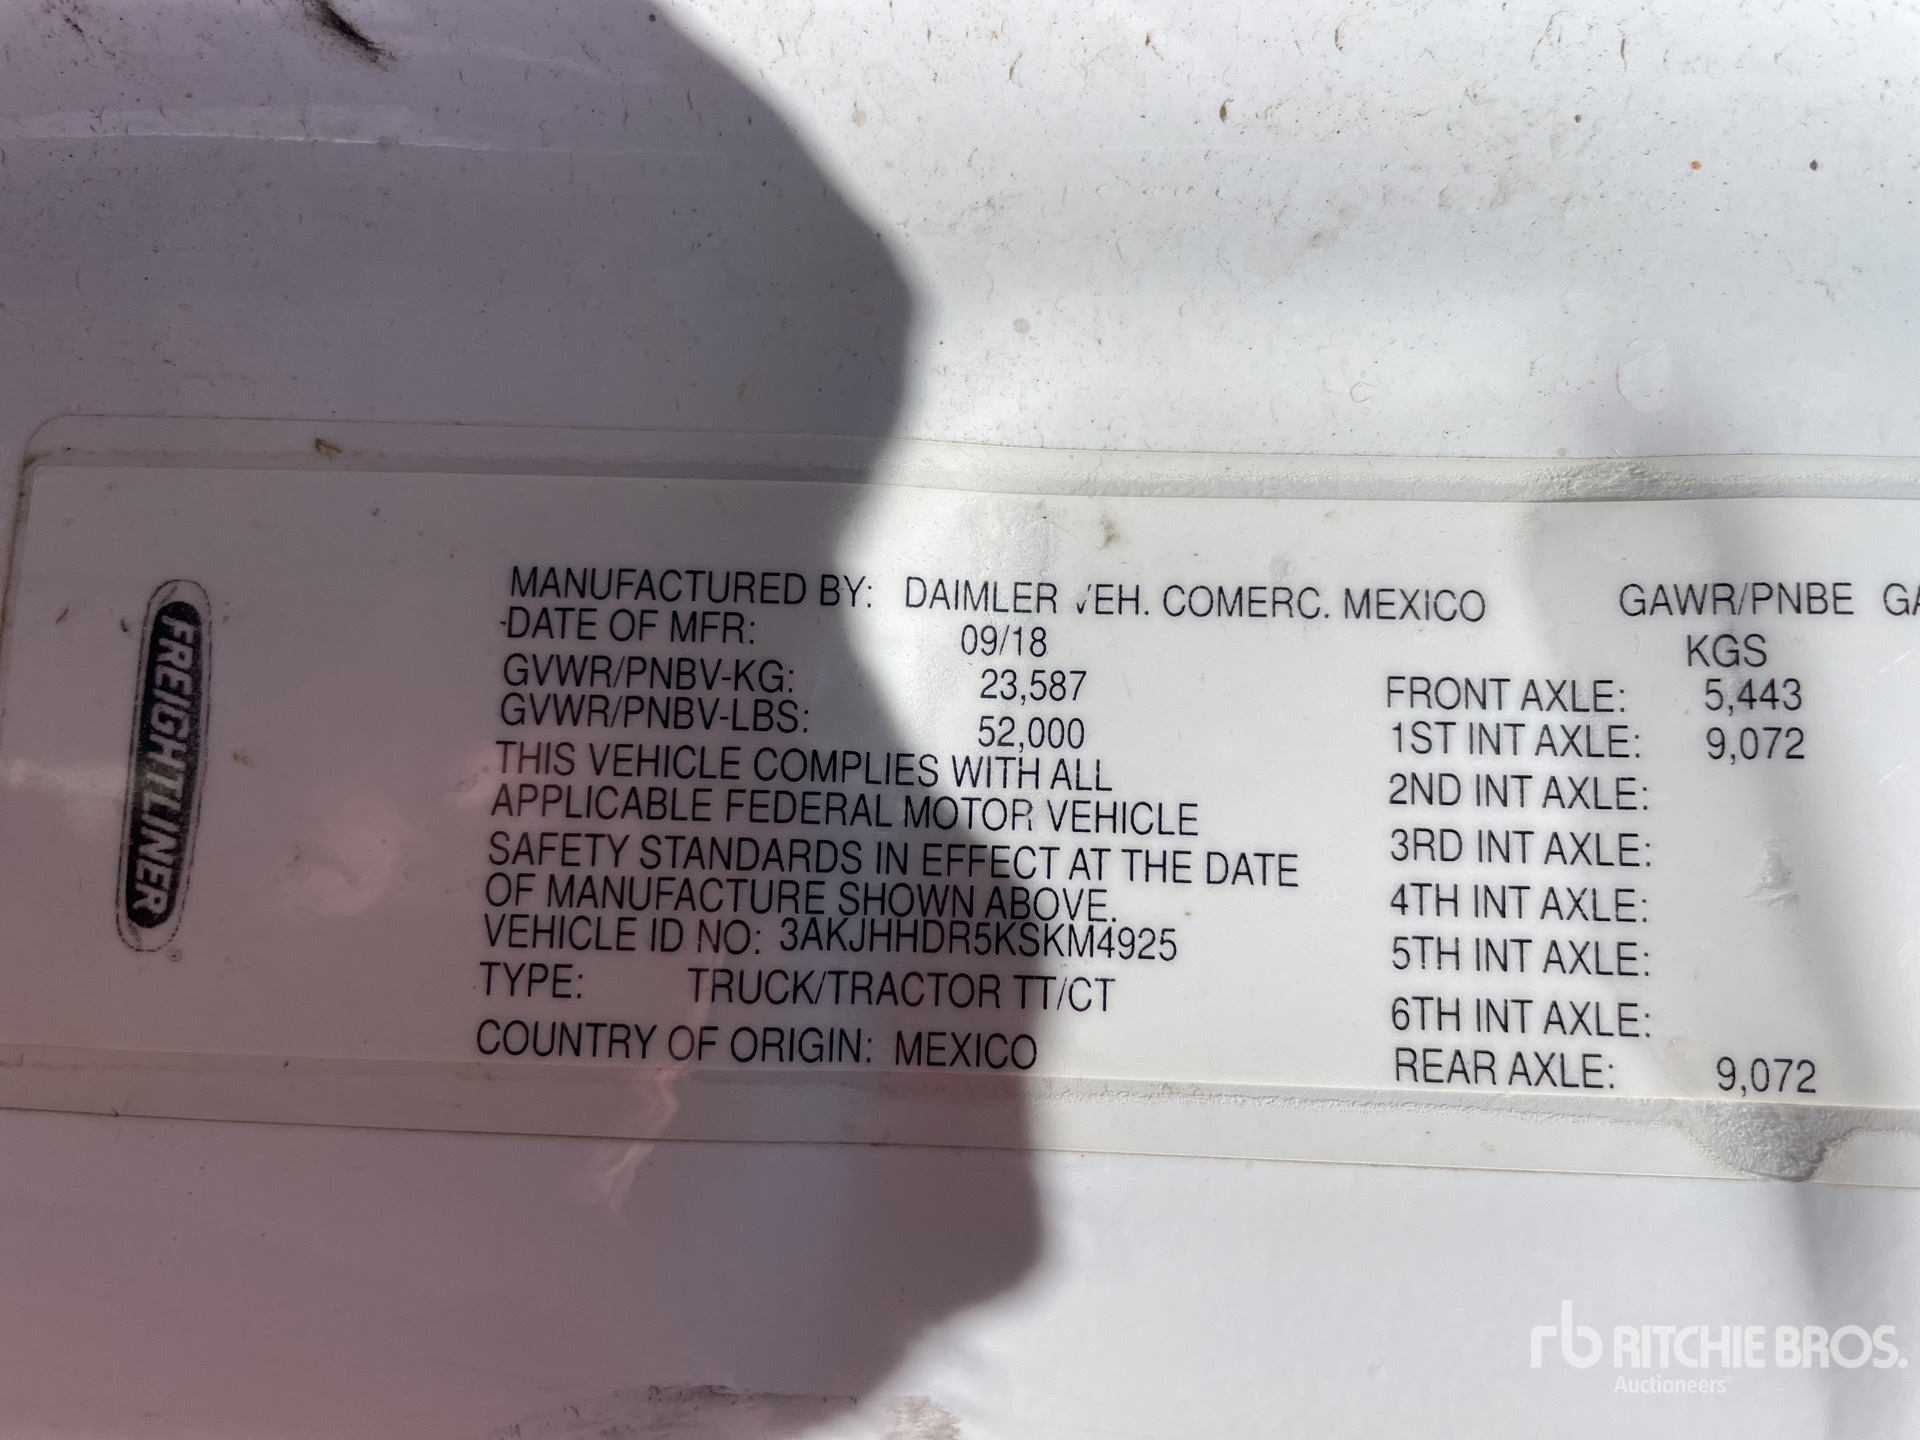 FREIGHTLINER
MANUFACTURED BY: DAIMLER VEH. COMERC. MEXICO
DATE OF MFR: 09/18
GVWR/PNBV-KG: 23,587
GVWR/PNBV-LBS: 52,000
THIS VEHICLE COMPLIES WITH ALL
APPLICABLE FEDERAL MOTOR VEHICLE
SAFETY STANDARDS IN EFFECT AT THE DATE
OF MANUFACTURE SHOWN ABOVE.
VEHICLE ID NO: 3AKJHHDR5KSKM4925
TYPE: TRUCK/TRACTOR TT/CT
COUNTRY OF ORIGIN: MEXICO
GAWR/PNBE
KGS
FRONT AXLE: 5,443
1ST INT AXLE: 9,072
2ND INT AXLE:
3RD INT AXLE:
4TH INT AXLE:
5TH INT AXLE:
6TH INT AXLE:
REAR AXLE: 9,072
rb RITCHIE BROS.
Auctioneers